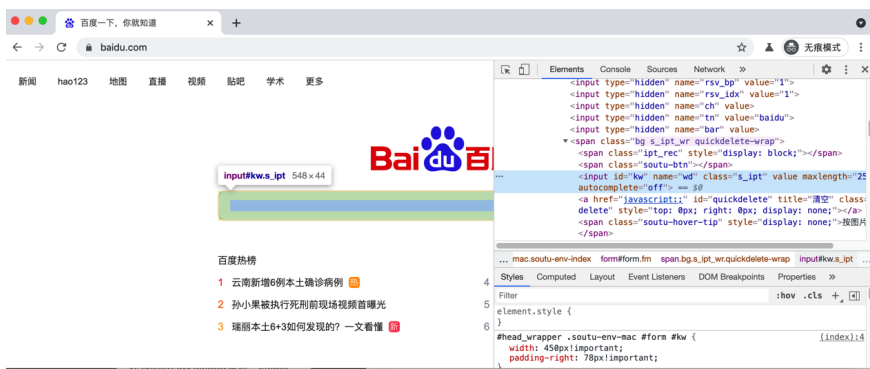 百度一下，你就知道
baidu.com
无痕模式
新闻 hao123 地图 直播 视频 贴吧 学术 更多
Bai du 百
input#kw.s_ipt 548 × 44
百度热榜
1 云南新增6例本土确诊病例 热 4
2 孙小果被执行死刑前现场视频首曝光 5
3 瑞丽本土6+3如何发现的？一文看懂 新 6
Elements Console Sources Network »
<input type="hidden" name="rsv_bp" value="1">
<input type="hidden" name="rsv_idx" value="1">
<input type="hidden" name="ch" value>
<input type="hidden" name="tn" value="baidu">
<input type="hidden" name="bar" value>
▼<span class="bg s_ipt_wr quickdelete-wrap">
<span class="ipt_rec" style="display: block;"></span>
<span class="soutu-btn"></span>
… <input id="kw" name="wd" class="s_ipt" value maxlength="25
autocomplete="off"> == $0
<a href="javascript:;" id="quickdelete" title="清空" class=
delete" style="top: 0px; right: 0px; display: none;"></a>
<span class="soutu-hover-tip" style="display: none;">按图片
</span>
… mac.soutu-env-index form#form.fm span.bg.s_ipt_wr.quickdelete-wrap input#kw.s_ipt …
Styles Computed Layout Event Listeners DOM Breakpoints Properties »
Filter :hov .cls +
element.style {
}
#head_wrapper .soutu-env-mac #form #kw { (index):4
width: 450px!important;
padding-right: 78px!important;
}